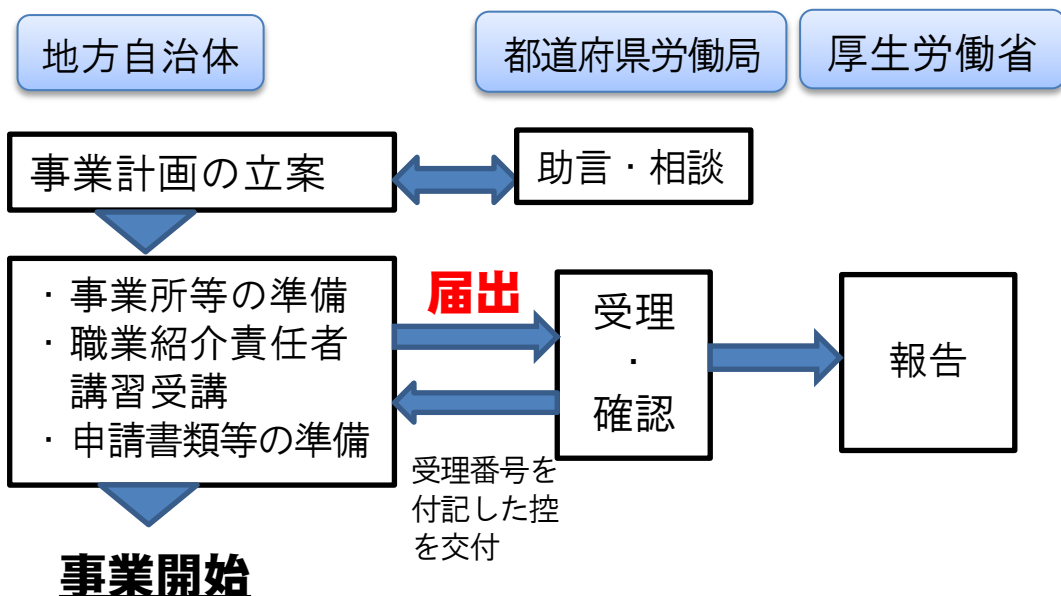 地方自治体
都道府県労働局
厚生労働省
事業計画の立案
助言・相談
・事業所等の準備
・職業紹介責任者
講習受講
・申請書類等の準備
届出
受理
・
確認
報告
受理番号を
付記した控
を交付
事業開始